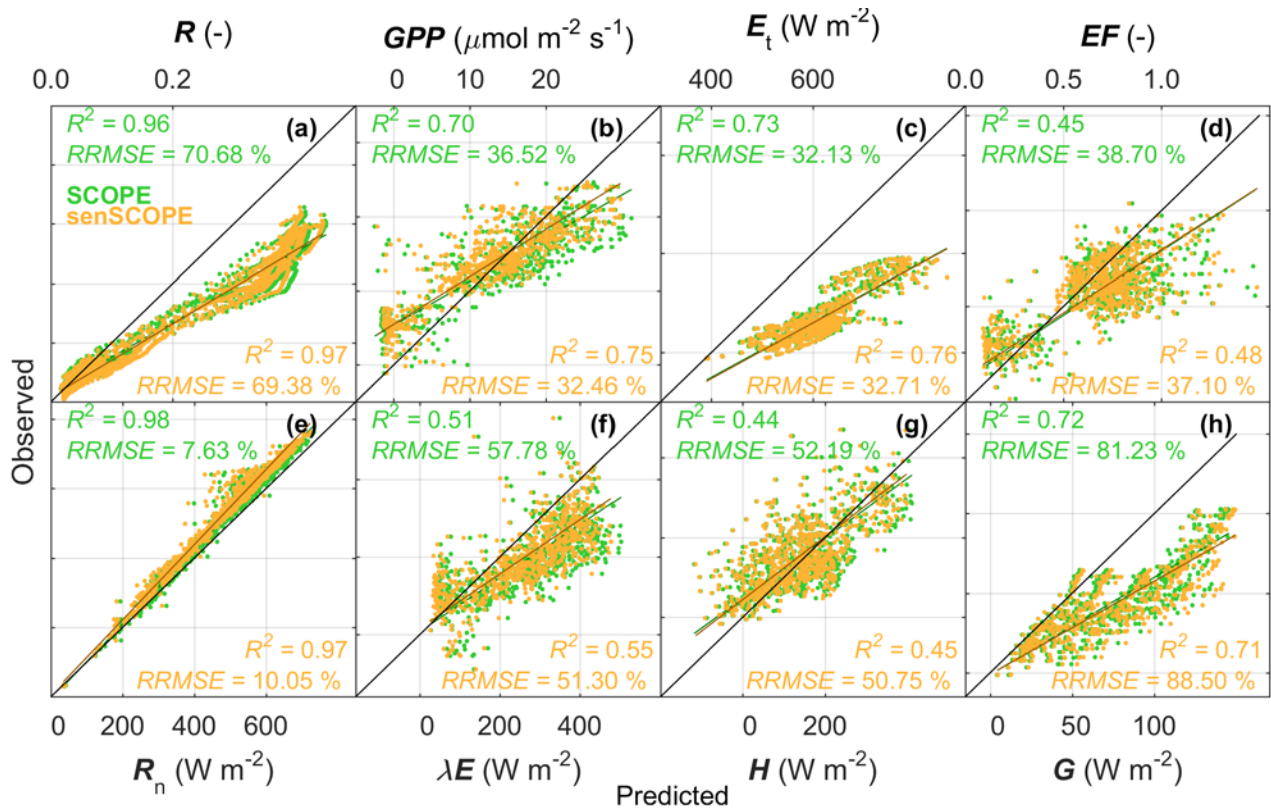 R (-) GPP (μmol m⁻² s⁻¹) Eₜ (W m⁻²) EF (-)
0.0 0.2 0 10 20 400 600 0.0 0.5 1.0
R² = 0.96 (a) R² = 0.70 (b) R² = 0.73 (c) R² = 0.45 (d)
RRMSE = 70.68 % RRMSE = 36.52 % RRMSE = 32.13 % RRMSE = 38.70 %
SCOPE
senSCOPE
R² = 0.97 R² = 0.75 R² = 0.76 R² = 0.48
RRMSE = 69.38 % RRMSE = 32.46 % RRMSE = 32.71 % RRMSE = 37.10 %
Observed
R² = 0.98 (e) R² = 0.51 (f) R² = 0.44 (g) R² = 0.72 (h)
RRMSE = 7.63 % RRMSE = 57.78 % RRMSE = 52.19 % RRMSE = 81.23 %
R² = 0.97 R² = 0.55 R² = 0.45 R² = 0.71
RRMSE = 10.05 % RRMSE = 51.30 % RRMSE = 50.75 % RRMSE = 88.50 %
0 200 400 600 0 200 400 0 200 0 50 100
Rₙ (W m⁻²) λE (W m⁻²) H (W m⁻²) G (W m⁻²)
Predicted